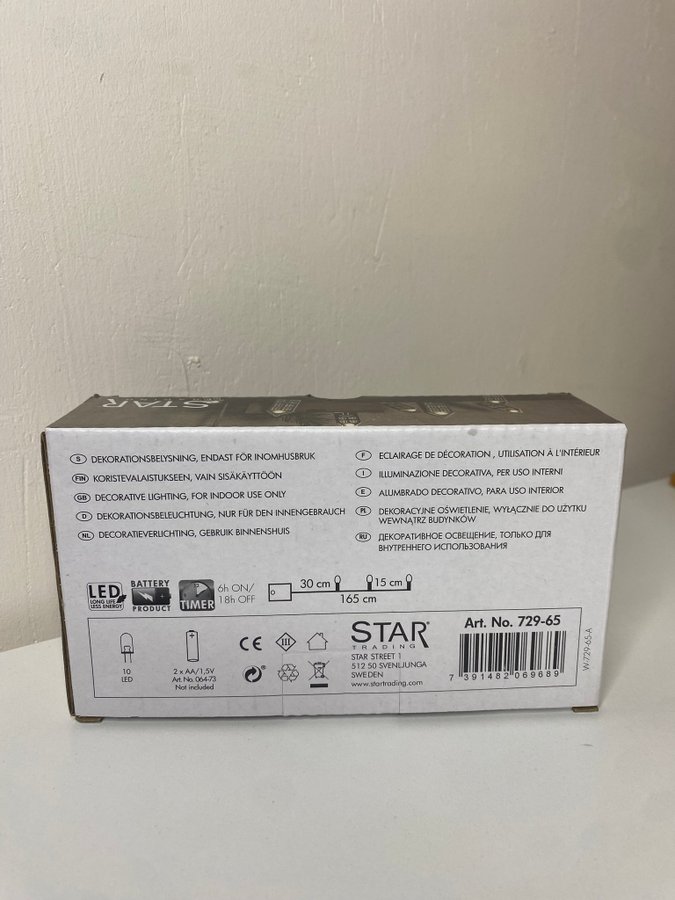 STAR
S DEKORATIONSBELYSNING, ENDAST FÖR INOMHUSBRUK
FIN KORISTEVALAISTUKSEEN, VAIN SISÄKÄYTTÖÖN
GB DECORATIVE LIGHTING, FOR INDOOR USE ONLY
D DEKORATIONSBELEUCHTUNG, NUR FÜR DEN INNENGEBRAUCH
NL DECORATIEVERLICHTING, GEBRUIK BINNENSHUIS
F ECLAIRAGE DE DÉCORATION , UTILISATION À L'INTÉRIEUR
I ILLUMINAZIONE DECORATIVA, PER USO INTERNI
E ALUMBRADO DECORATIVO, PARA USO INTERIOR
PL DEKORACYJNE OŚWIETLENIE, WYŁĄCZNIE DO UŻYTKU
WEWNĄTRZ BUDYNKÓW
RU ДЕКОРАТИВНОЕ ОСВЕЩЕНИЕ, ТОЛЬКО ДЛЯ
ВНУТРЕННЕГО ИСПОЛЬЗОВАНИЯ
LED
LONG LIFE
LESS ENERGY
BATTERY
PRODUCT
TIMER
6h ON/
18h OFF
30 cm
15 cm
165 cm
10
LED
2 x AA/1,5V
Art. No. 064-73
Not included
CE
III
STAR
TRADING
STAR STREET 1
512 50 SVENLJUNGA
SWEDEN
www.startrading.com
Art. No. 729-65
7 391482 069689
W-729-65-A